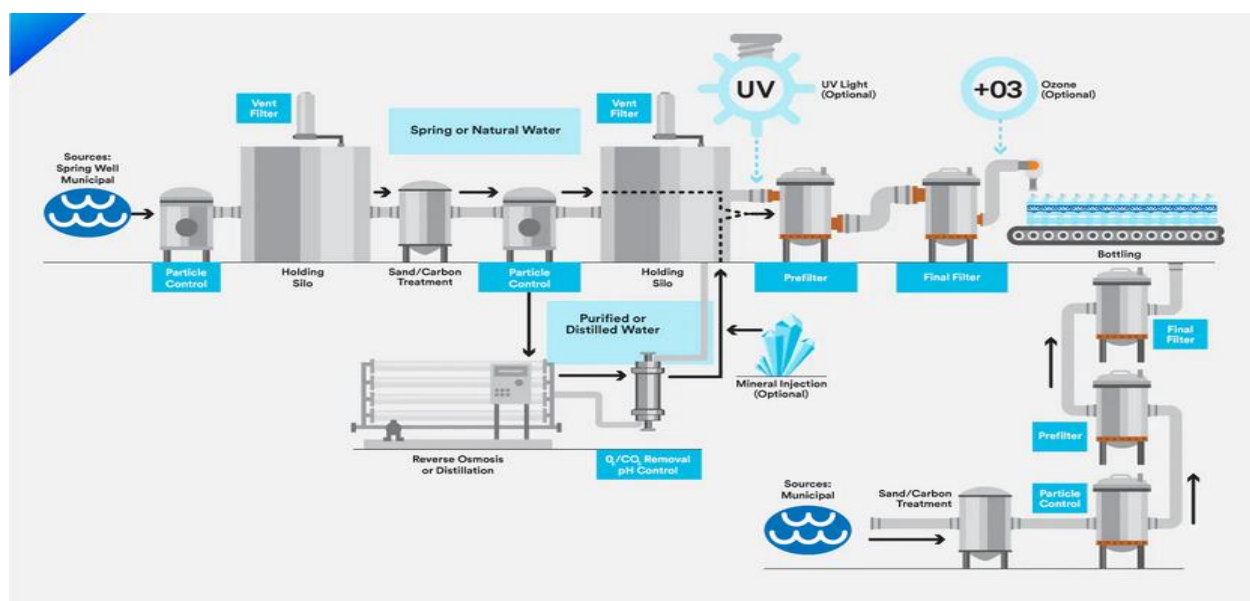 UV
UV Light
(Optional)
+03
Ozone
(Optional)
Vent
Filter
Spring or Natural Water
Vent
Filter
Sources:
Spring Well
Municipal
Particle
Control
Holding
Silo
Sand/Carbon
Treatment
Particle
Control
Holding
Silo
Prefilter
Final Filter
Bottling
Purified or
Distilled Water
Mineral Injection
(Optional)
Reverse Osmosis
or Distillation
O₂/CO₂ Removal
pH Control
Final
Filter
Prefilter
Sources:
Municipal
Sand/Carbon
Treatment
Particle
Control